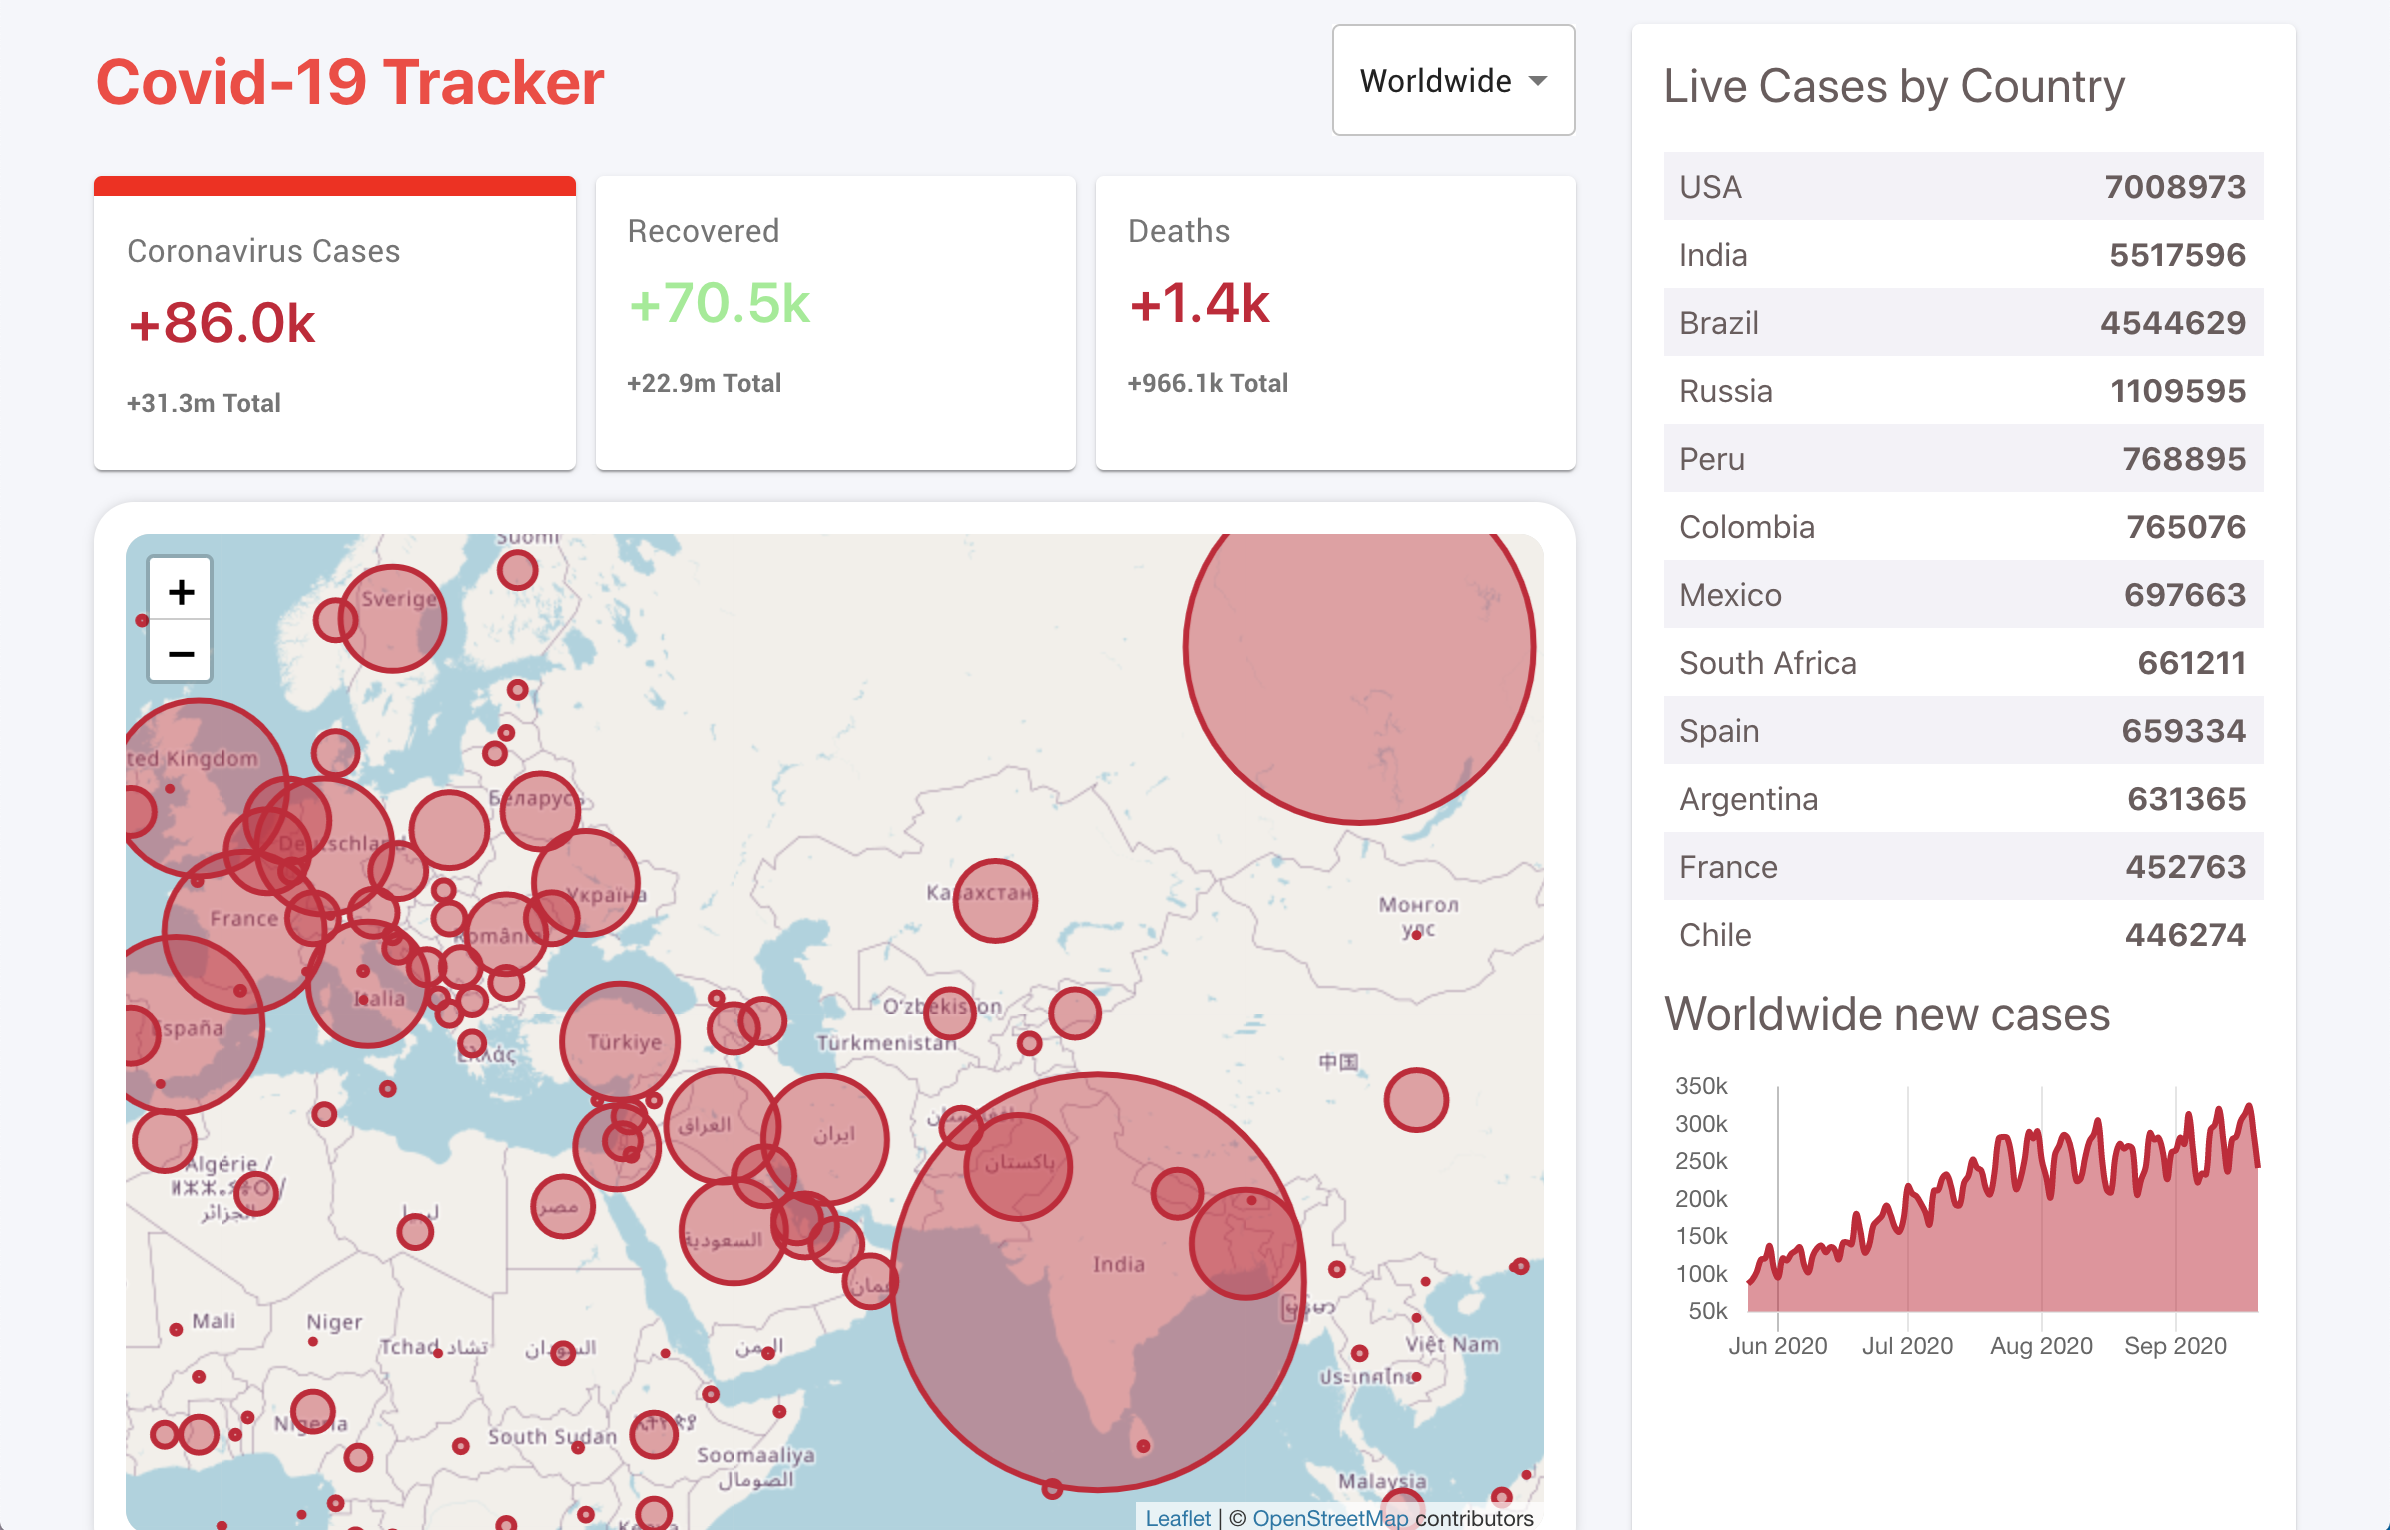 Covid-19 Tracker
Worldwide
Coronavirus Cases
+86.0k
+31.3m Total
Recovered
+70.5k
+22.9m Total
Deaths
+1.4k
+966.1k Total
+
−
Suomi
Sverige
ted Kingdom
Беларусь
Deutschland
Україна
France
România
Казахстан
Монгол
улс
Italia
España
O'zbekiston
Türkiye
Türkmenistan
Ελλάς
中国
العراق
ایران
پاکستان
Algérie /
الجزائر
ليبيا
مصر
السعودية
India
عمان
Mali
Niger
Tchad تشاد
السودان
اليمن
Việt Nam
ประเทศไทย
Nigeria
South Sudan
Soomaaliya
الصومال
Malaysia
Kenya
Leaflet | © OpenStreetMap contributors
Live Cases by Country
USA 7008973
India 5517596
Brazil 4544629
Russia 1109595
Peru 768895
Colombia 765076
Mexico 697663
South Africa 661211
Spain 659334
Argentina 631365
France 452763
Chile 446274
Worldwide new cases
350k
300k
250k
200k
150k
100k
50k
Jun 2020 Jul 2020 Aug 2020 Sep 2020